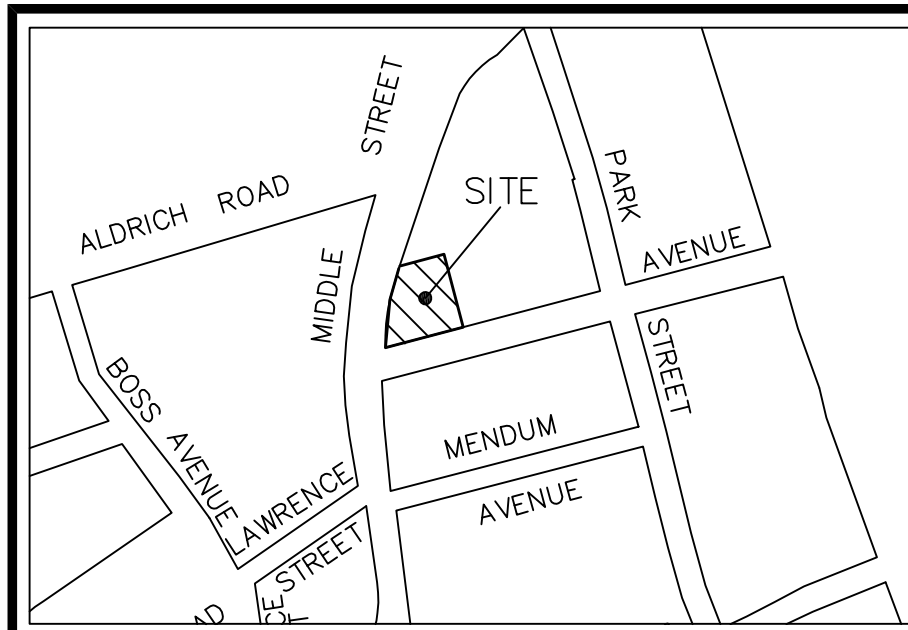 STREET
ALDRICH ROAD
SITE
PARK
AVENUE
MIDDLE
STREET
BOSS AVENUE
MENDUM
AVENUE
LAWRENCE
STREET